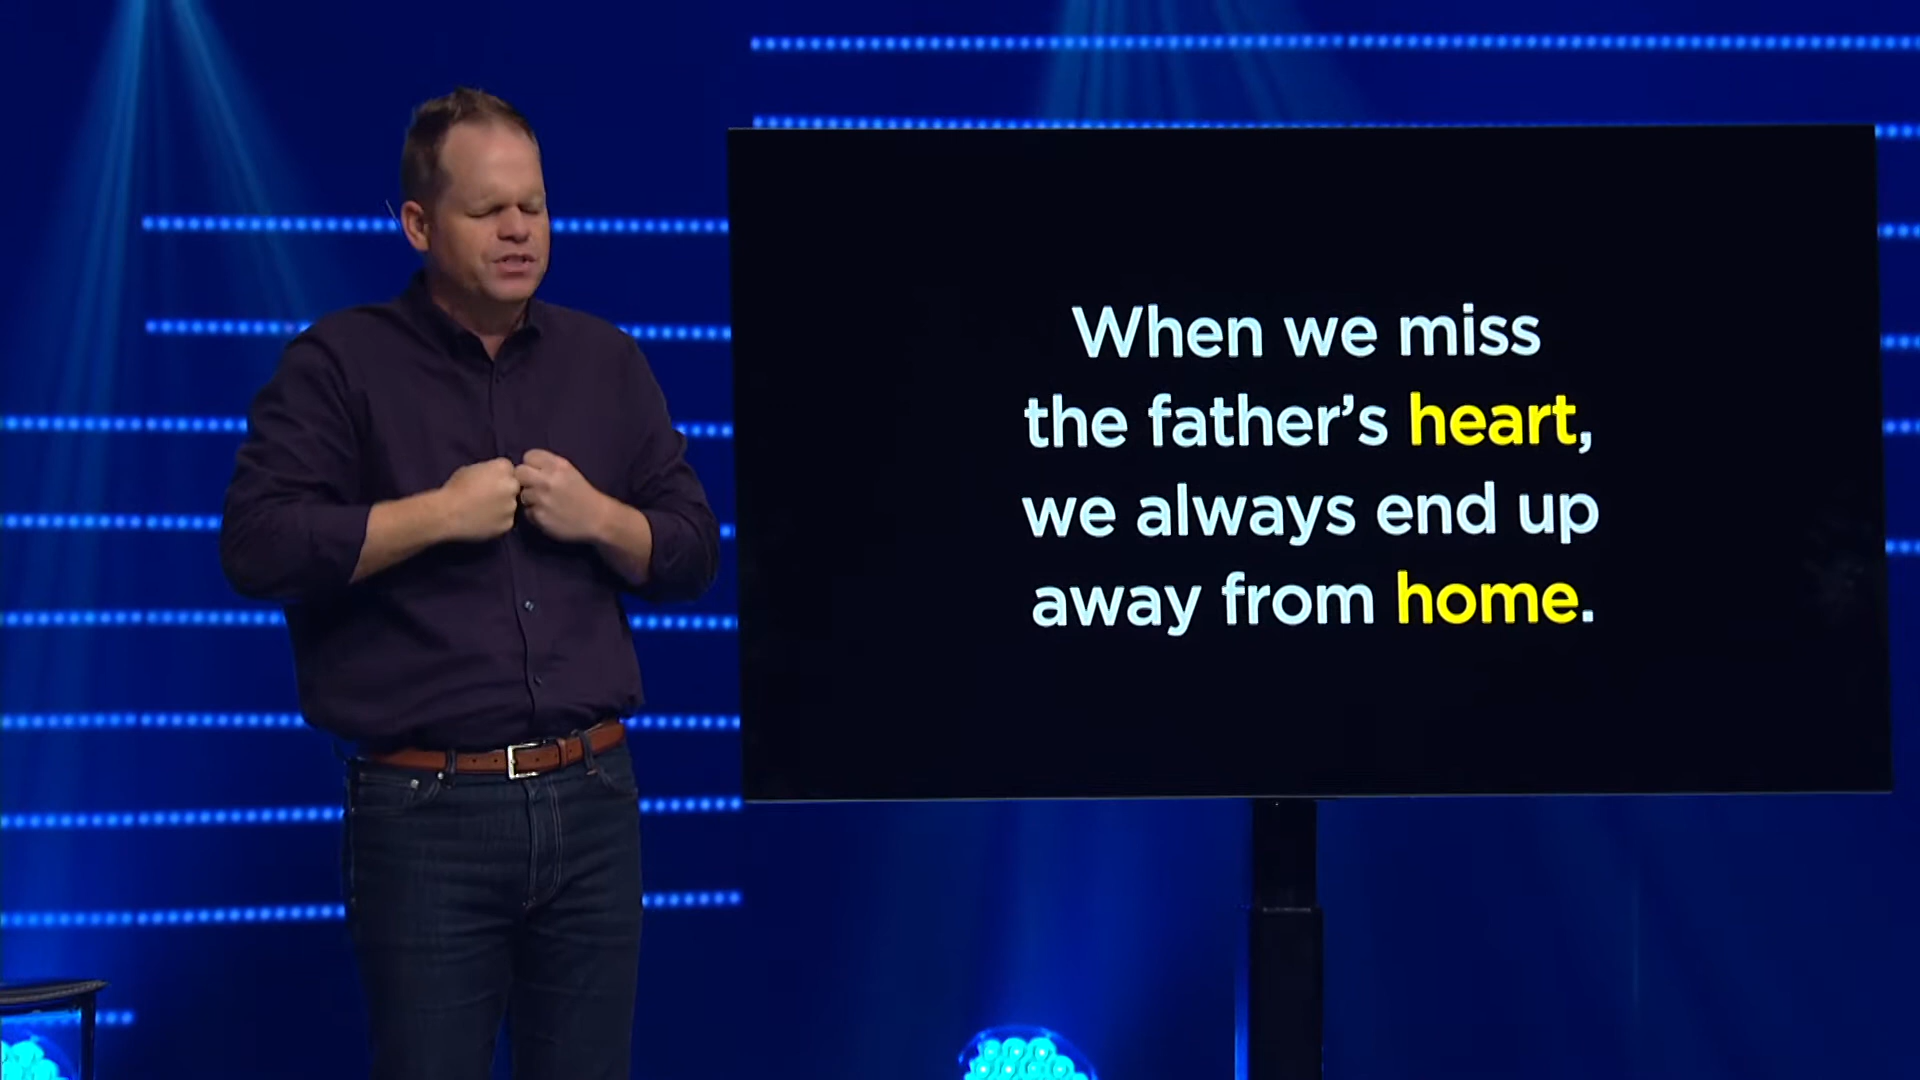 When we miss
the father’s heart,
we always end up
away from home.